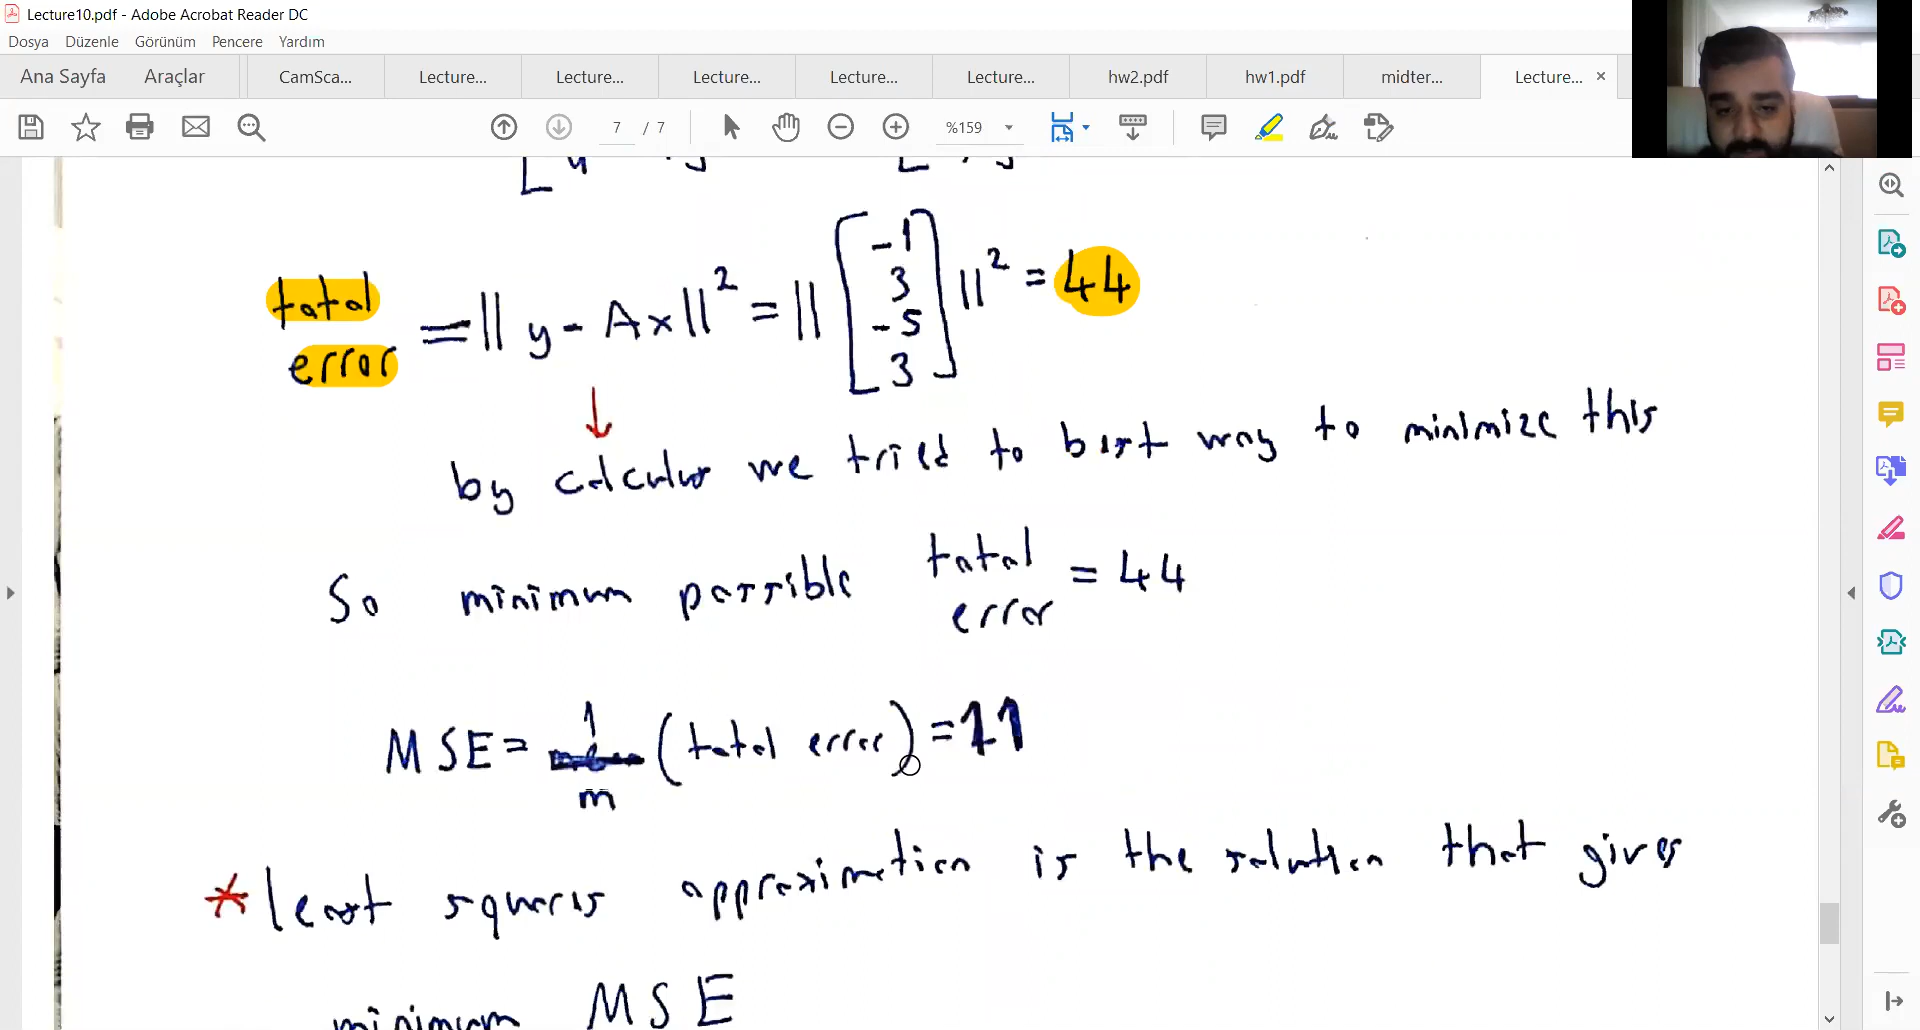 Lecture10.pdf - Adobe Acrobat Reader DC
Dosya Düzenle Görünüm Pencere Yardım
Ana Sayfa Araçlar CamSca... Lecture... Lecture... Lecture... Lecture... Lecture... hw2.pdf hw1.pdf midter... Lecture... ×
7 / 7 %159
total error = || y - Ax ||² = || [ -1 3 -5 3 ] ||² = 44
by calculus we tried to best way to minimize this
So minimum possible total error = 44
MSE = 1/m (total error) = 11
* least squares approximation is the solution that gives
minimum MSE